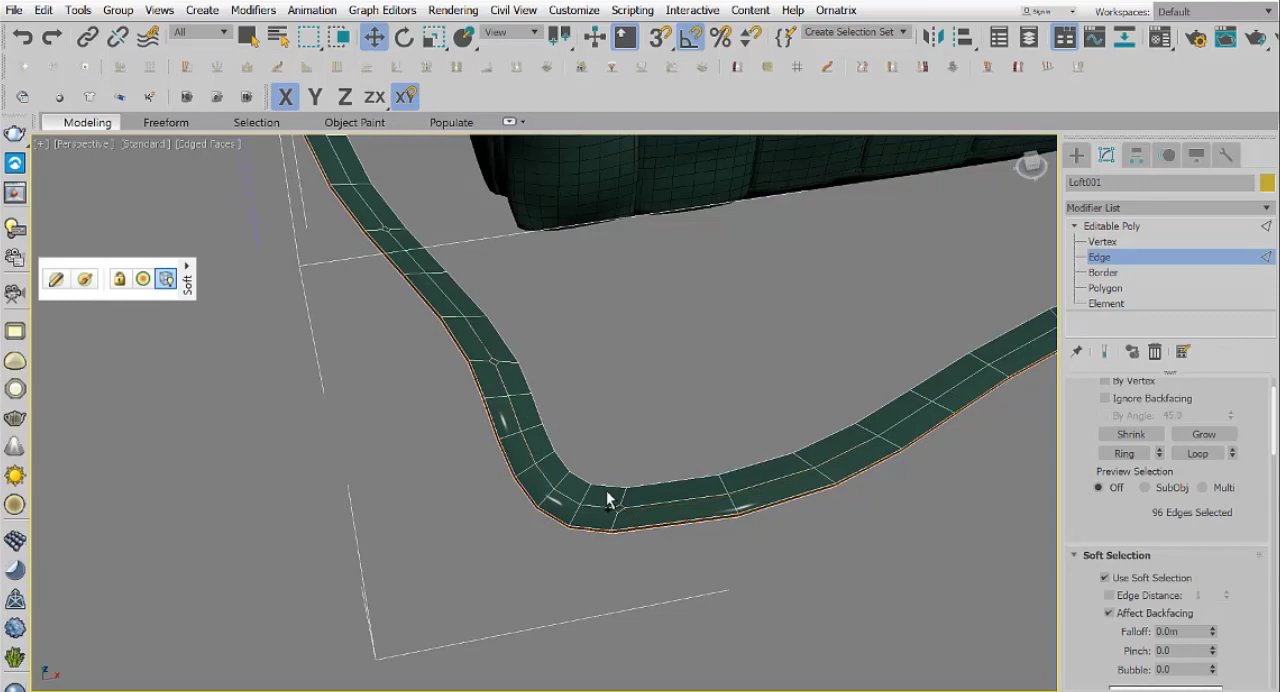 File Edit Tools Group Views Create Modifiers Animation Graph Editors Rendering Civil View Customize Scripting Interactive Content Help Ornatrix Sign In Workspaces: Default
All View Create Selection Set
X Y Z ZX XY
Modeling Freeform Selection Object Paint Populate
[+] [Perspective] [Standard] [Edged Faces]
Soft
Loft001
Modifier List
Editable Poly
Vertex
Edge
Border
Polygon
Element
By Vertex
Ignore Backfacing
By Angle: 45.0
Shrink Grow
Ring Loop
Preview Selection
Off SubObj Multi
96 Edges Selected
Soft Selection
Use Soft Selection
Edge Distance: 1
Affect Backfacing
Falloff: 0.0m
Pinch: 0.0
Bubble: 0.0